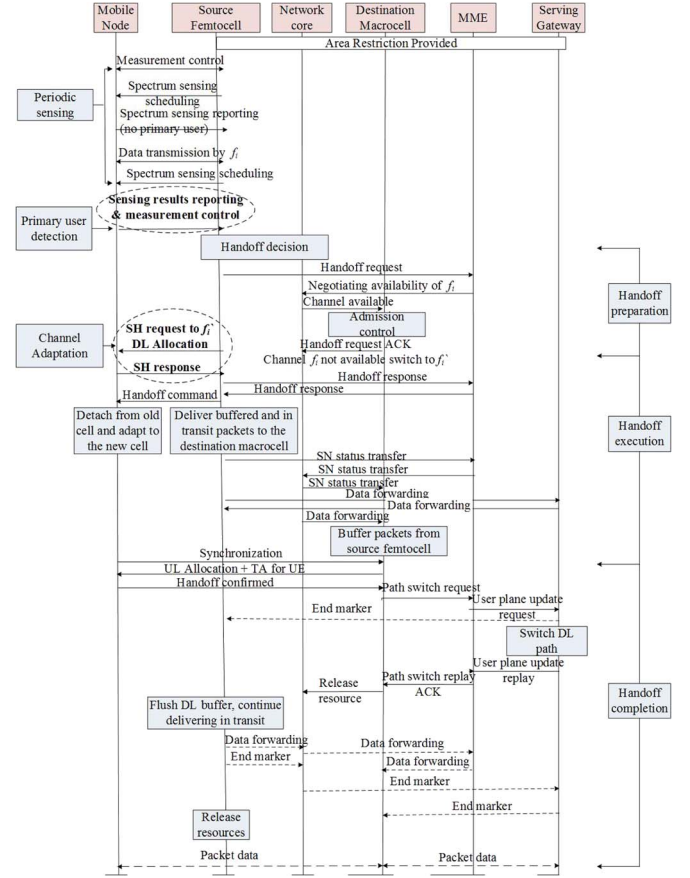 Mobile Node
Source Femtocell
Network core
Destination Macrocell
MME
Serving Gateway
Area Restriction Provided
Measurement control
Periodic sensing
Spectrum sensing scheduling
Spectrum sensing reporting (no primary user)
Data transmission by fi
Spectrum sensing scheduling
Sensing results reporting & measurement control
Primary user detection
Handoff decision
Handoff request
Negotiating availability of fi
Channel available
Handoff preparation
Admission control
Channel Adaptation
SH request to fi` DL Allocation
Handoff request ACK
Channel fi not available switch to fi`
SH response
Handoff response
Handoff response
Handoff command
Detach from old cell and adapt to the new cell
Deliver buffered and in transit packets to the destination macrocell
Handoff execution
SN status transfer
SN status transfer
SN status transfer
Data forwarding
Data forwarding
Data forwarding
Buffer packets from source femtocell
Synchronization
UL Allocation + TA for UE
Handoff confirmed
Path switch request
User plane update request
End marker
Switch DL path
User plane update replay
Path switch replay ACK
Release resource
Handoff completion
Flush DL buffer, continue delivering in transit
Data forwarding
Data forwarding
End marker
Data forwarding
End marker
End marker
Release resources
Packet data
Packet data